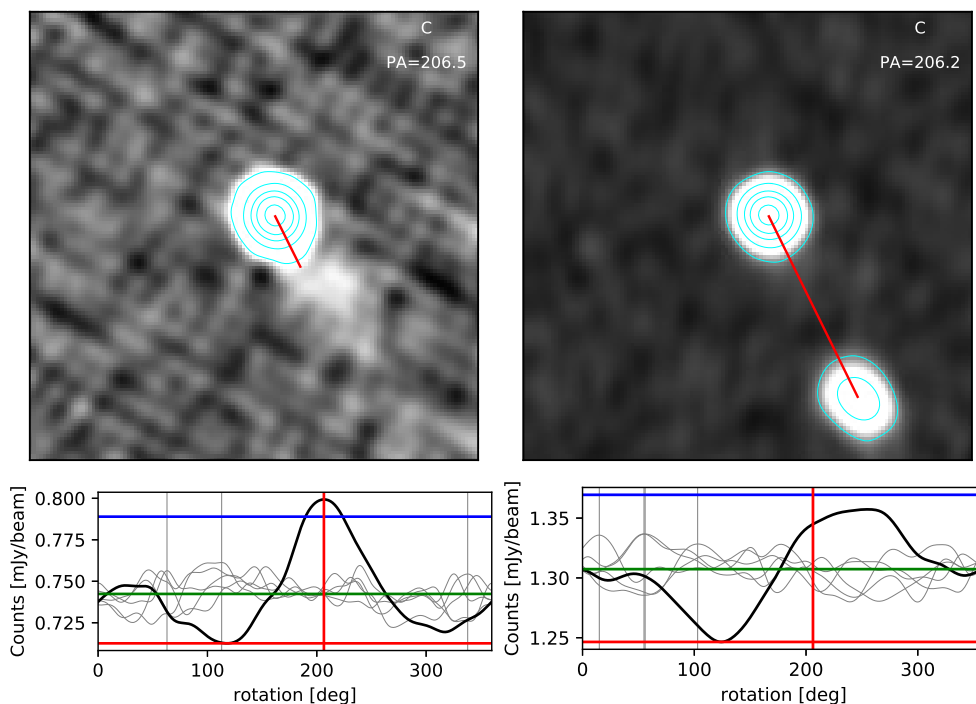 C
PA=206.5
C
PA=206.2
Counts [mJy/beam]
0.800
0.775
0.750
0.725
0
100
200
300
rotation [deg]
Counts [mJy/beam]
1.35
1.30
1.25
0
100
200
300
rotation [deg]